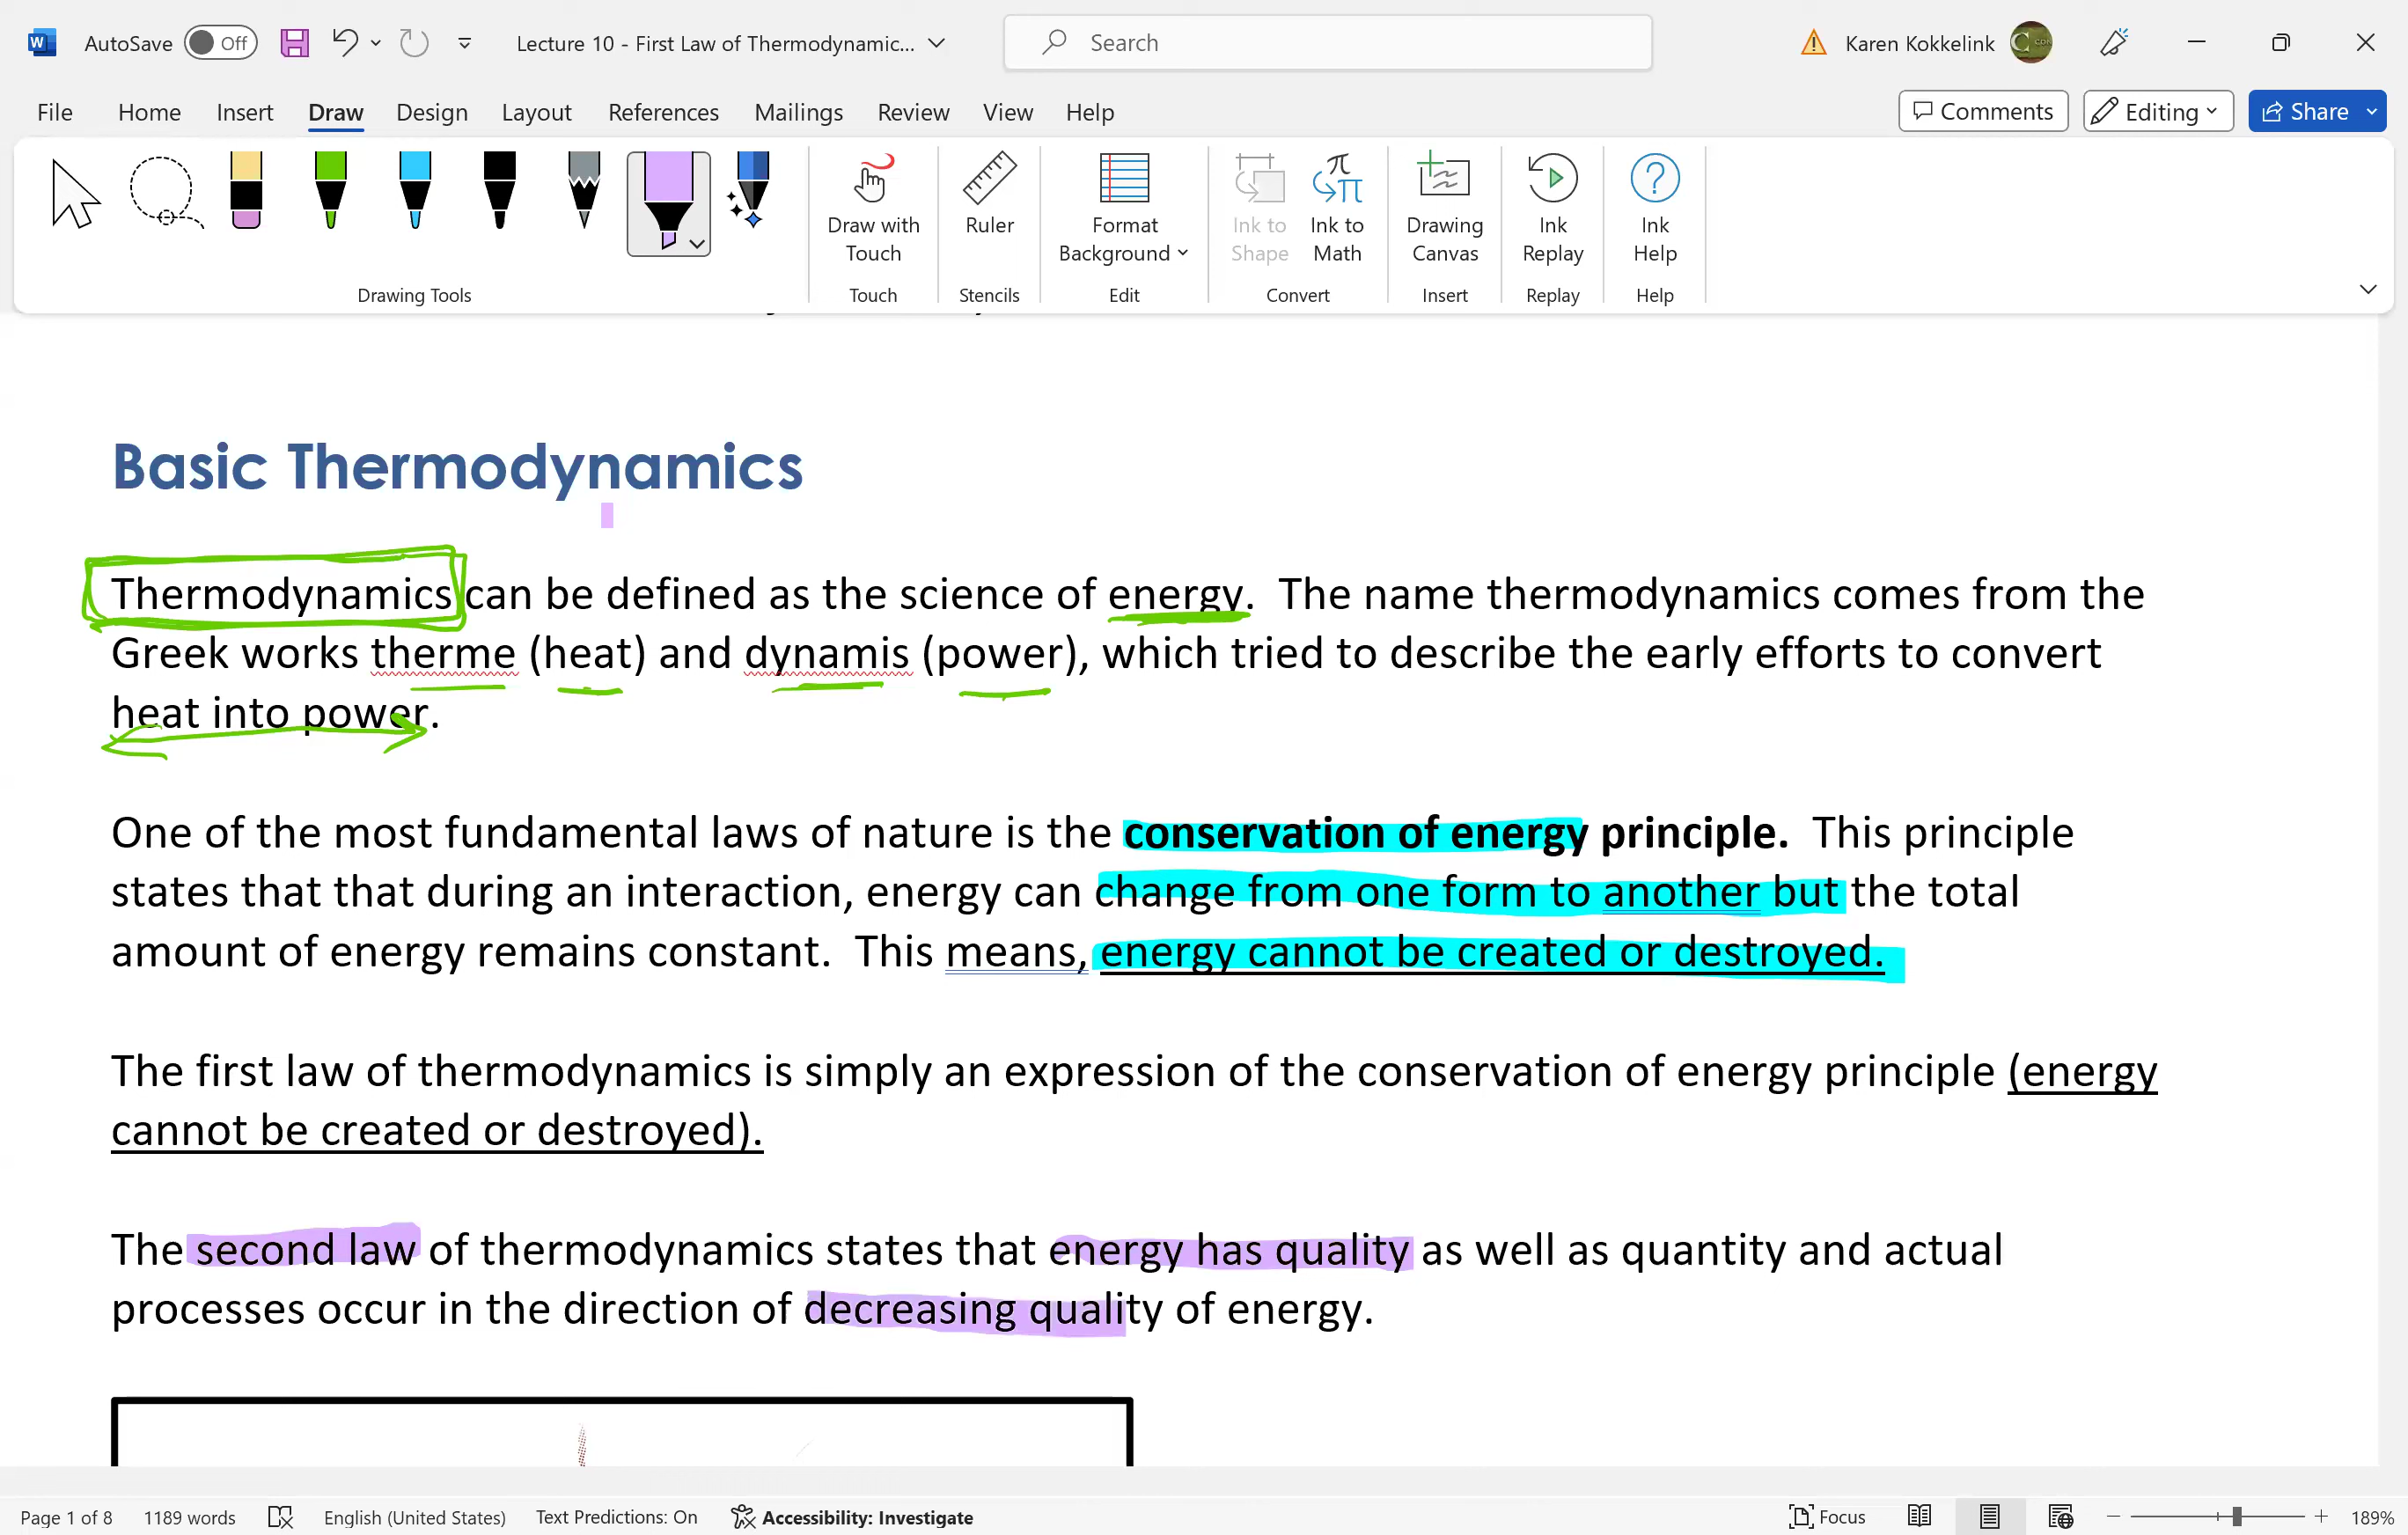 AutoSave Off Lecture 10 - First Law of Thermodynamic... Search Karen Kokkelink
File Home Insert Draw Design Layout References Mailings Review View Help Comments Editing Share
Draw with Touch
Ruler
Format Background
Ink to Shape
Ink to Math
Drawing Canvas
Ink Replay
Ink Help
Drawing Tools Touch Stencils Edit Convert Insert Replay Help
Basic Thermodynamics
Thermodynamics can be defined as the science of energy. The name thermodynamics comes from the
Greek works therme (heat) and dynamis (power), which tried to describe the early efforts to convert
heat into power.
One of the most fundamental laws of nature is the conservation of energy principle. This principle
states that that during an interaction, energy can change from one form to another but the total
amount of energy remains constant. This means, energy cannot be created or destroyed.
The first law of thermodynamics is simply an expression of the conservation of energy principle (energy
cannot be created or destroyed).
The second law of thermodynamics states that energy has quality as well as quantity and actual
processes occur in the direction of decreasing quality of energy.
Page 1 of 8 1189 words English (United States) Text Predictions: On Accessibility: Investigate Focus 189%